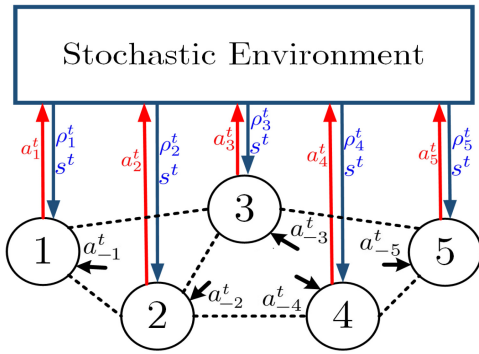 Stochastic Environment
a_1^t ρ_1^t s^t
a_2^t ρ_2^t s^t
a_3^t ρ_3^t s^t
a_4^t ρ_4^t s^t
a_5^t ρ_5^t s^t
1 a_{-1}^t
2 a_{-2}^t
3 a_{-3}^t
4 a_{-4}^t
5 a_{-5}^t